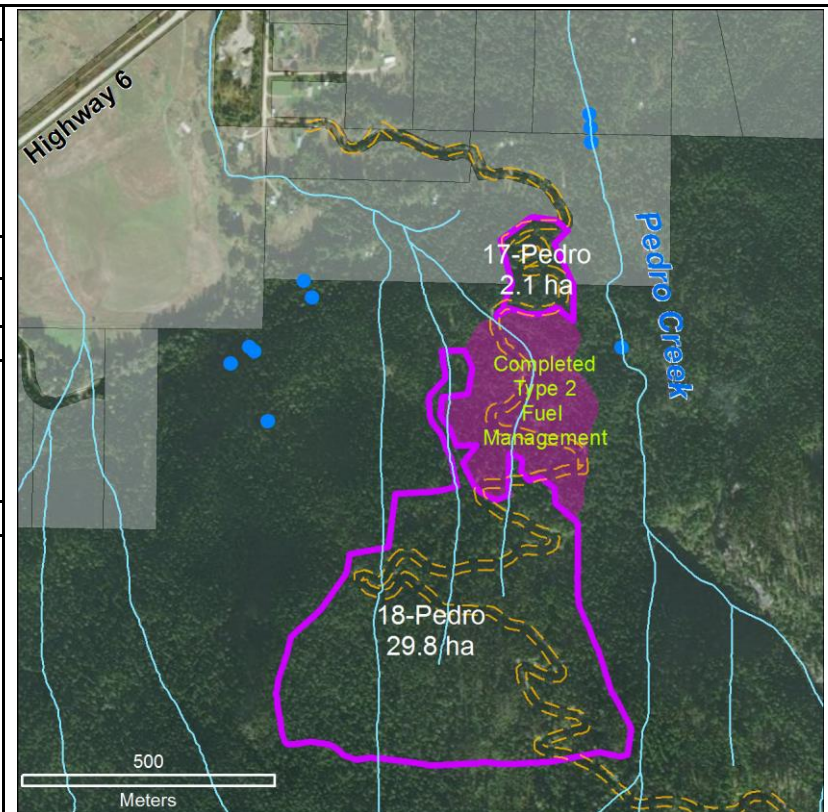 Highway 6
Pedro Creek
17-Pedro
2.1 ha
Completed
Type 2
Fuel
Management
18-Pedro
29.8 ha
500
Meters